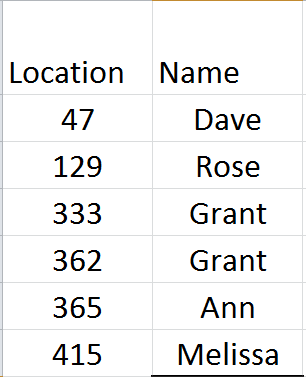 Location Name
47 Dave
129 Rose
333 Grant
362 Grant
365 Ann
415 Melissa